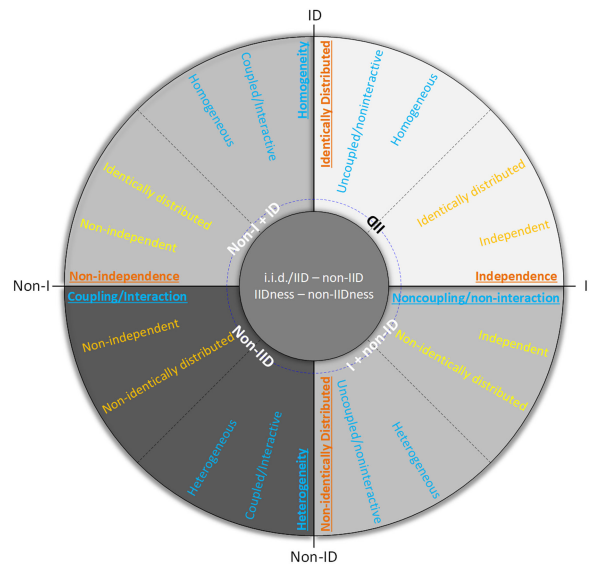 ID
Homogeneous
Coupled/Interactive
Homogeneity
Identically Distributed
Uncoupled/noninteractive
Homogeneous
Identically distributed
Non-independent
Non-I + ID
IID
Identically distributed
Independent
Non-independence
Independence
Non-I
i.i.d./IID – non-IID
IIDness – non-IIDness
I
Coupling/Interaction
Noncoupling/non-interaction
Non-independent
Non-identically distributed
Non-IID
I + non-ID
Independent
Non-identically distributed
Heterogeneous
Coupled/Interactive
Heterogeneity
Non-identically Distributed
Uncoupled/noninteractive
Heterogeneous
Non-ID